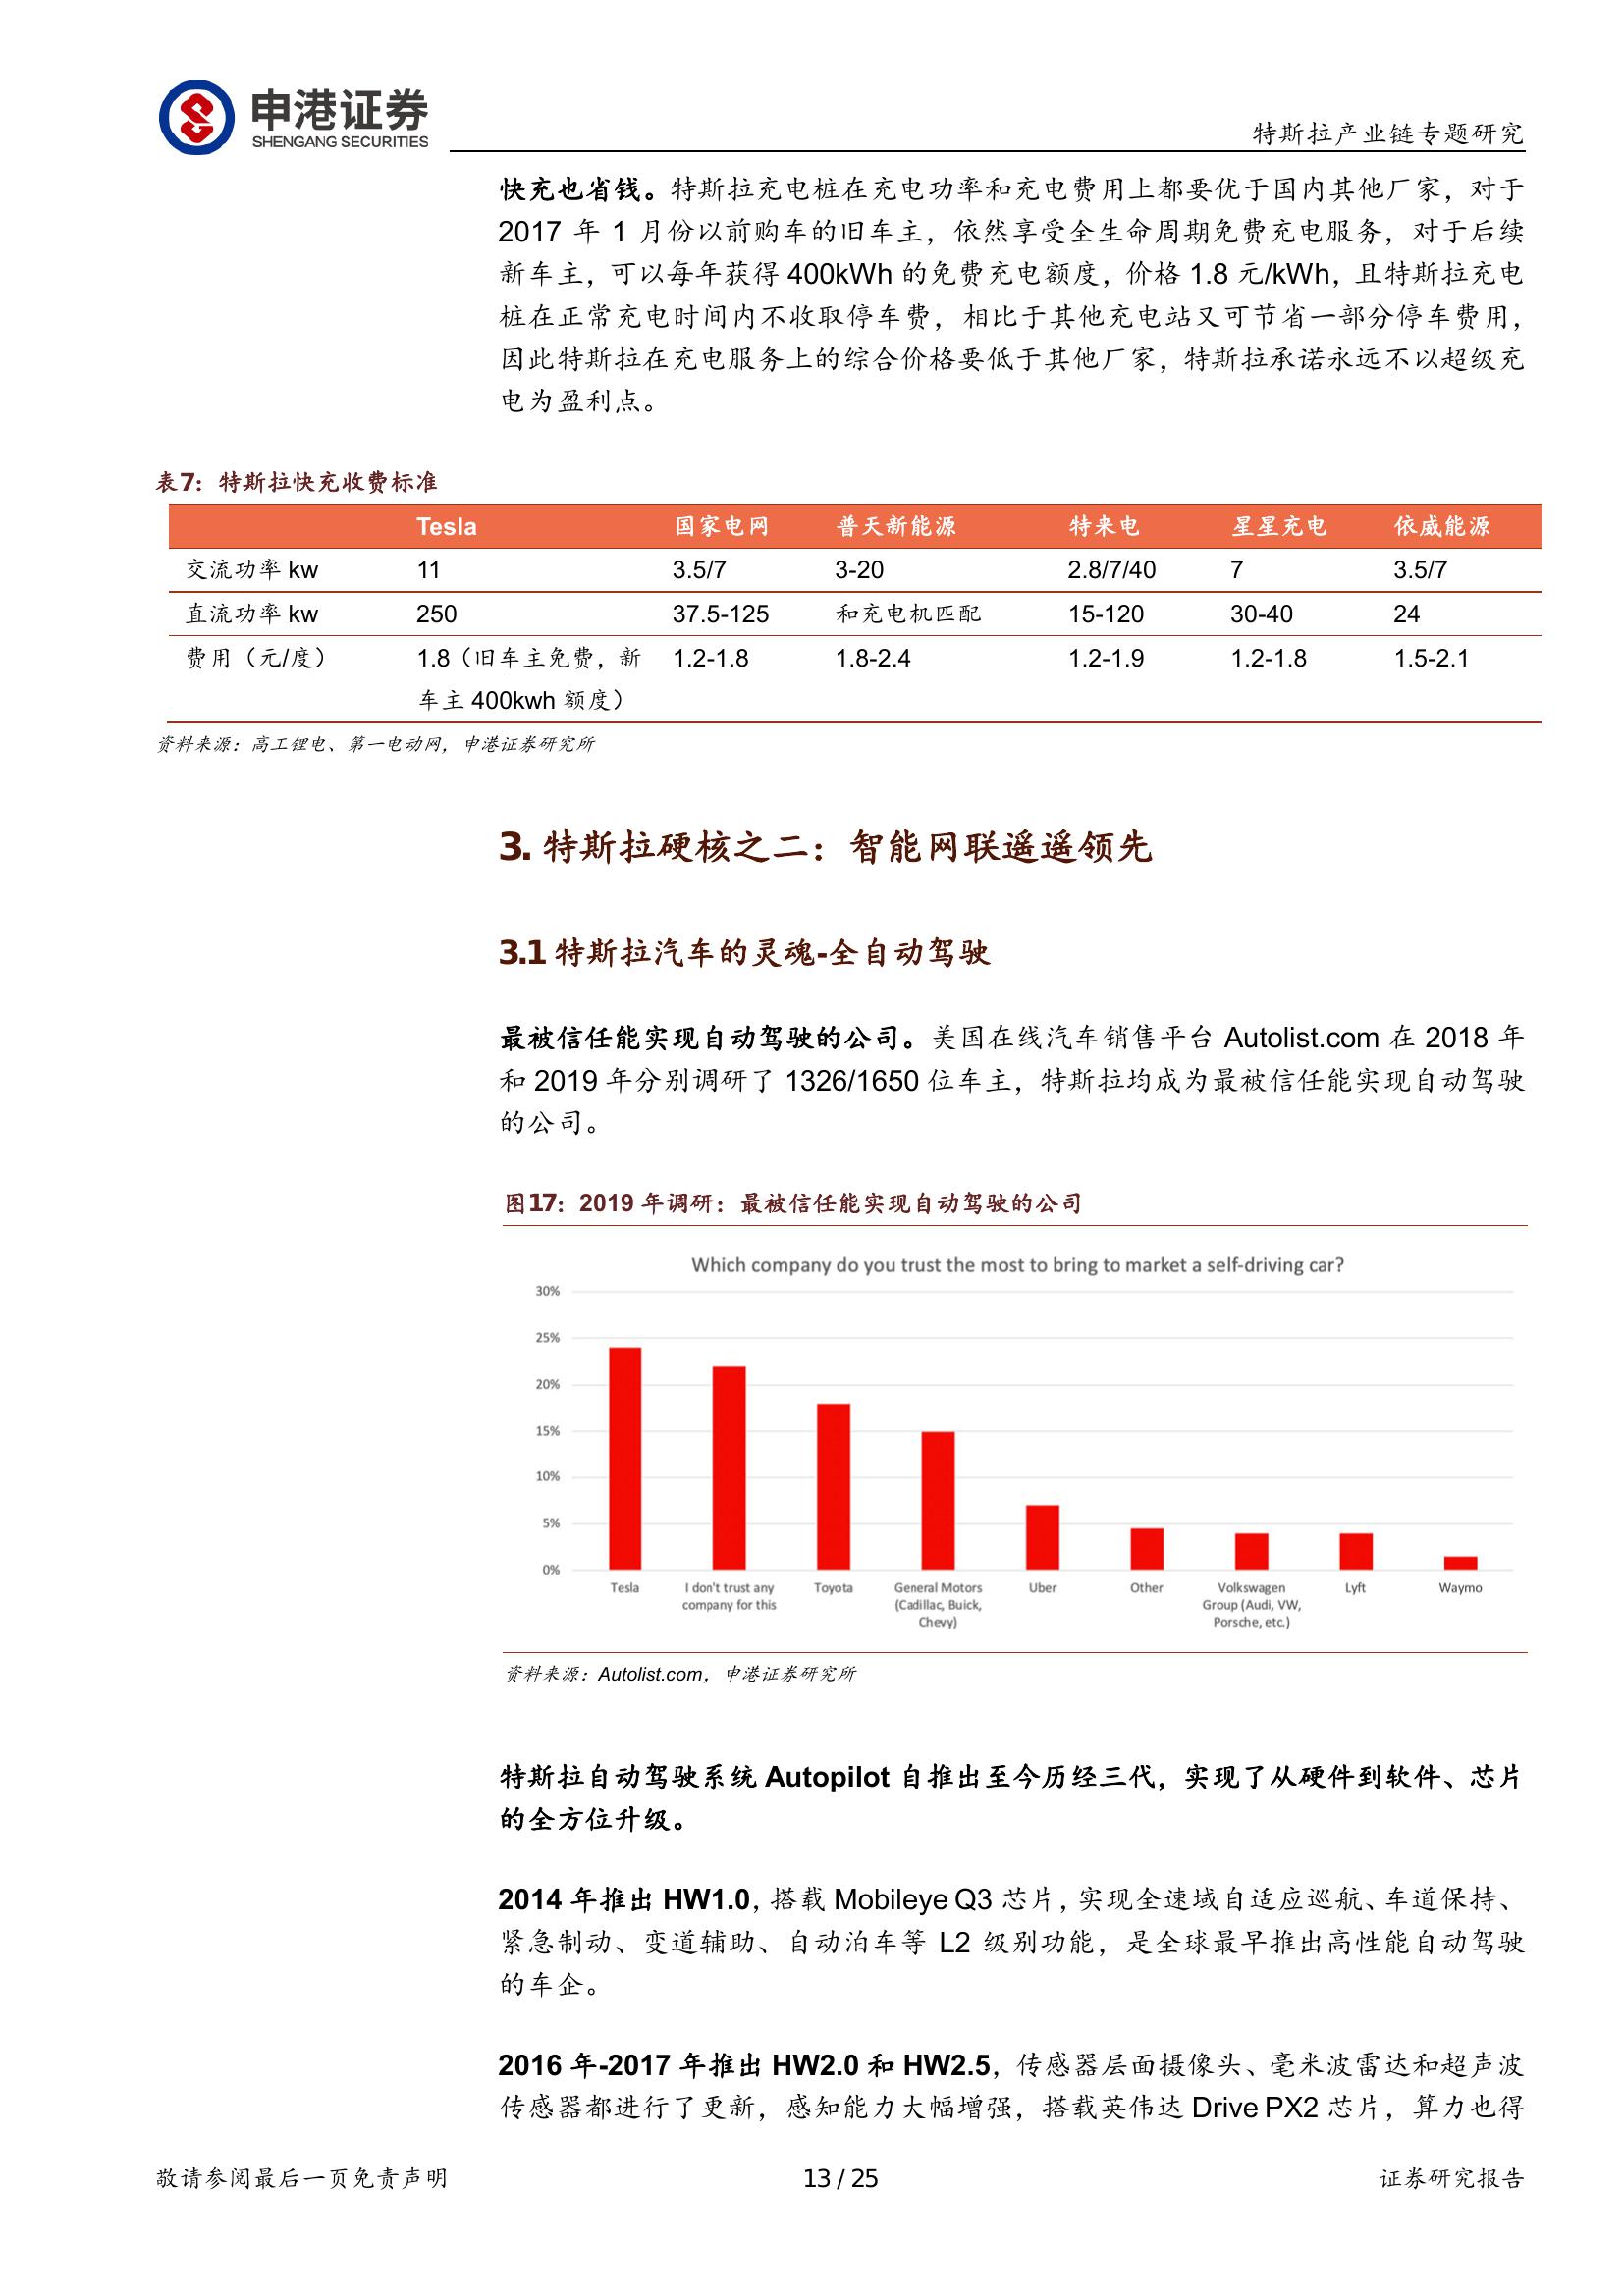 申港证券
SHENGANG SECURITIES
特斯拉产业链专题研究
快充也省钱。特斯拉充电桩在充电功率和充电费用上都要优于国内其他厂家，对于
2017 年 1 月份以前购车的旧车主，依然享受全生命周期免费充电服务，对于后续
新车主，可以每年获得 400kWh 的免费充电额度，价格 1.8 元/kWh，且特斯拉充电
桩在正常充电时间内不收取停车费，相比于其他充电站又可节省一部分停车费用，
因此特斯拉在充电服务上的综合价格要低于其他厂家，特斯拉承诺永远不以超级充
电为盈利点。
表7：特斯拉快充收费标准
Tesla 国家电网 普天新能源 特来电 星星充电 依威能源
交流功率 kw 11 3.5/7 3-20 2.8/7/40 7 3.5/7
直流功率 kw 250 37.5-125 和充电机匹配 15-120 30-40 24
费用（元/度） 1.8（旧车主免费，新 1.2-1.8 1.8-2.4 1.2-1.9 1.2-1.8 1.5-2.1
车主 400kwh 额度）
资料来源：高工锂电、第一电动网，申港证券研究所
3. 特斯拉硬核之二：智能网联遥遥领先
3.1 特斯拉汽车的灵魂-全自动驾驶
最被信任能实现自动驾驶的公司。美国在线汽车销售平台 Autolist.com 在 2018 年
和 2019 年分别调研了 1326/1650 位车主，特斯拉均成为最被信任能实现自动驾驶
的公司。
图17：2019 年调研：最被信任能实现自动驾驶的公司
Which company do you trust the most to bring to market a self-driving car?
30%
25%
20%
15%
10%
5%
0%
Tesla I don't trust any Toyota General Motors Uber Other Volkswagen Lyft Waymo
company for this (Cadillac, Buick, Group (Audi, VW,
Chevy) Porsche, etc.)
资料来源：Autolist.com，申港证券研究所
特斯拉自动驾驶系统 Autopilot 自推出至今历经三代，实现了从硬件到软件、芯片
的全方位升级。
2014 年推出 HW1.0，搭载 Mobileye Q3 芯片，实现全速域自适应巡航、车道保持、
紧急制动、变道辅助、自动泊车等 L2 级别功能，是全球最早推出高性能自动驾驶
的车企。
2016 年-2017 年推出 HW2.0 和 HW2.5，传感器层面摄像头、毫米波雷达和超声波
传感器都进行了更新，感知能力大幅增强，搭载英伟达 Drive PX2 芯片，算力也得
敬请参阅最后一页免责声明 13 / 25 证券研究报告